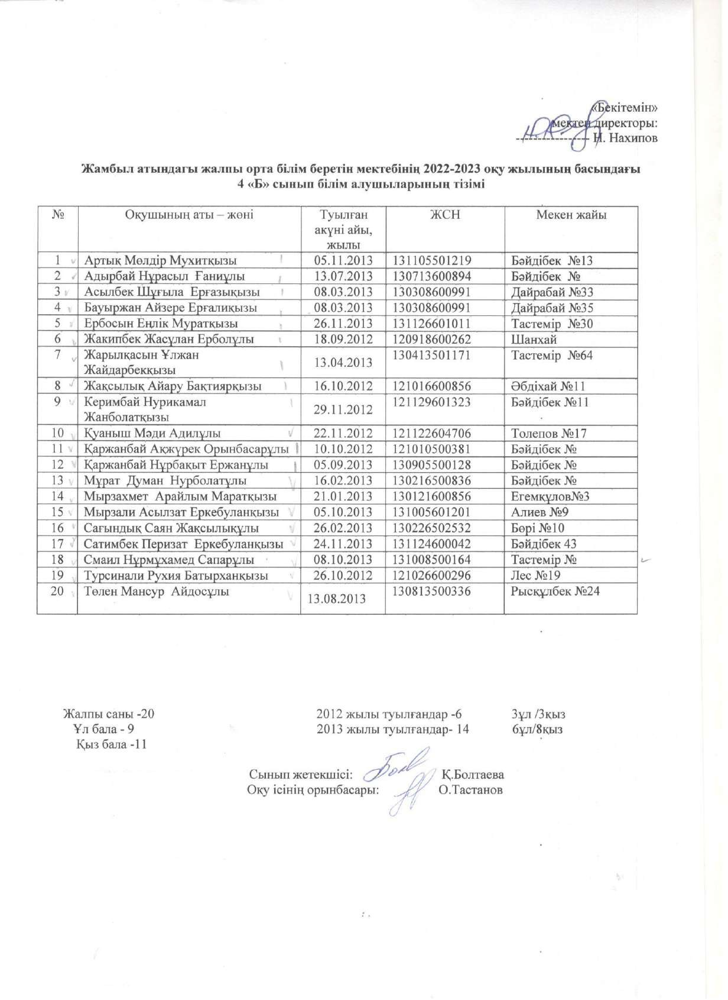 «Бекітемін»
мектеп директоры:
----------------- Н. Нахипов
Жамбыл атындагы жалпы орта білім беретін мектебінің 2022-2023 оқу жылының басындағы
4 «Б» сынып білім алушыларының тізімі
№ Оқушының аты – жөні Туылған ЖСН Мекен жайы
акүні айы,
жылы
1 Артық Мөлдір Мухитқызы 05.11.2013 131105501219 Бәйдібек №13
2 Адырбай Нұрасыл Ғаниұлы 13.07.2013 130713600894 Бәйдібек №
3 Асылбек Шұғыла Ерғазықызы 08.03.2013 130308600991 Дайрабай №33
4 Бауыржан Айзере Ерғалиқызы 08.03.2013 130308600991 Дайрабай №35
5 Ербосын Еңлік Муратқызы 26.11.2013 131126601011 Тастемір №30
6 Жакипбек Жасұлан Ерболұлы 18.09.2012 120918600262 Шанхай
7 Жарылқасын Ұлжан 13.04.2013 130413501171 Тастемір №64
Жайдарбекқызы
8 Жақсылық Айару Бақтиярқызы 16.10.2012 121016600856 Әбдіхай №11
9 Керимбай Нурикамал 29.11.2012 121129601323 Бәйдібек №11
Жанболатқызы
10 Қуаныш Мәди Адилұлы 22.11.2012 121122604706 Толепов №17
11 Қаржанбай Ақжүрек Орынбасарұлы 10.10.2012 121010500381 Бәйдібек №
12 Қаржанбай Нұрбақыт Ержанұлы 05.09.2013 130905500128 Бәйдібек №
13 Мұрат Думан Нурболатұлы 16.02.2013 130216500836 Бәйдібек №
14 Мырзахмет Арайлым Маратқызы 21.01.2013 130121600856 Егемқұлов№3
15 Мырзали Асылзат Еркебуланқызы 05.10.2013 131005601201 Алиев №9
16 Сағындық Саян Жақсылықұлы 26.02.2013 130226502532 Бөрі №10
17 Сатимбек Перизат Еркебуланқызы 24.11.2013 131124600042 Бәйдібек 43
18 Смаил Нұрмұхамед Сапарұлы 08.10.2013 131008500164 Тастемір №
19 Турсинали Рухия Батырханқызы 26.10.2012 121026600296 Лес №19
20 Төлен Мансур Айдосұлы 13.08.2013 130813500336 Рысқұлбек №24
Жалпы саны -20 2012 жылы туылғандар -6 3ұл /3қыз
Ұл бала - 9 2013 жылы туылғандар- 14 6ұл/8қыз
Қыз бала -11
Сынып жетекшісі: Қ.Болтаева
Оқу ісінің орынбасары: О.Тастанов